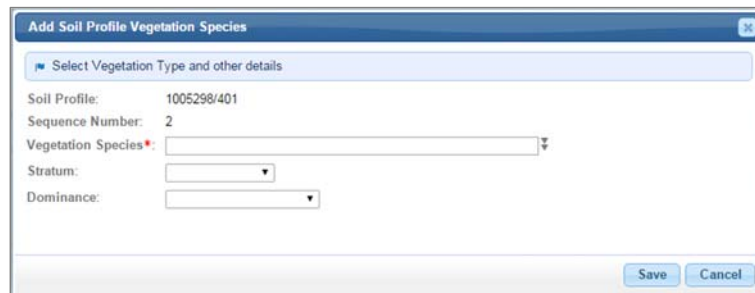 Add Soil Profile Vegetation Species
Select Vegetation Type and other details
Soil Profile: 1005298/401
Sequence Number: 2
Vegetation Species*:
Stratum:
Dominance:
Save Cancel